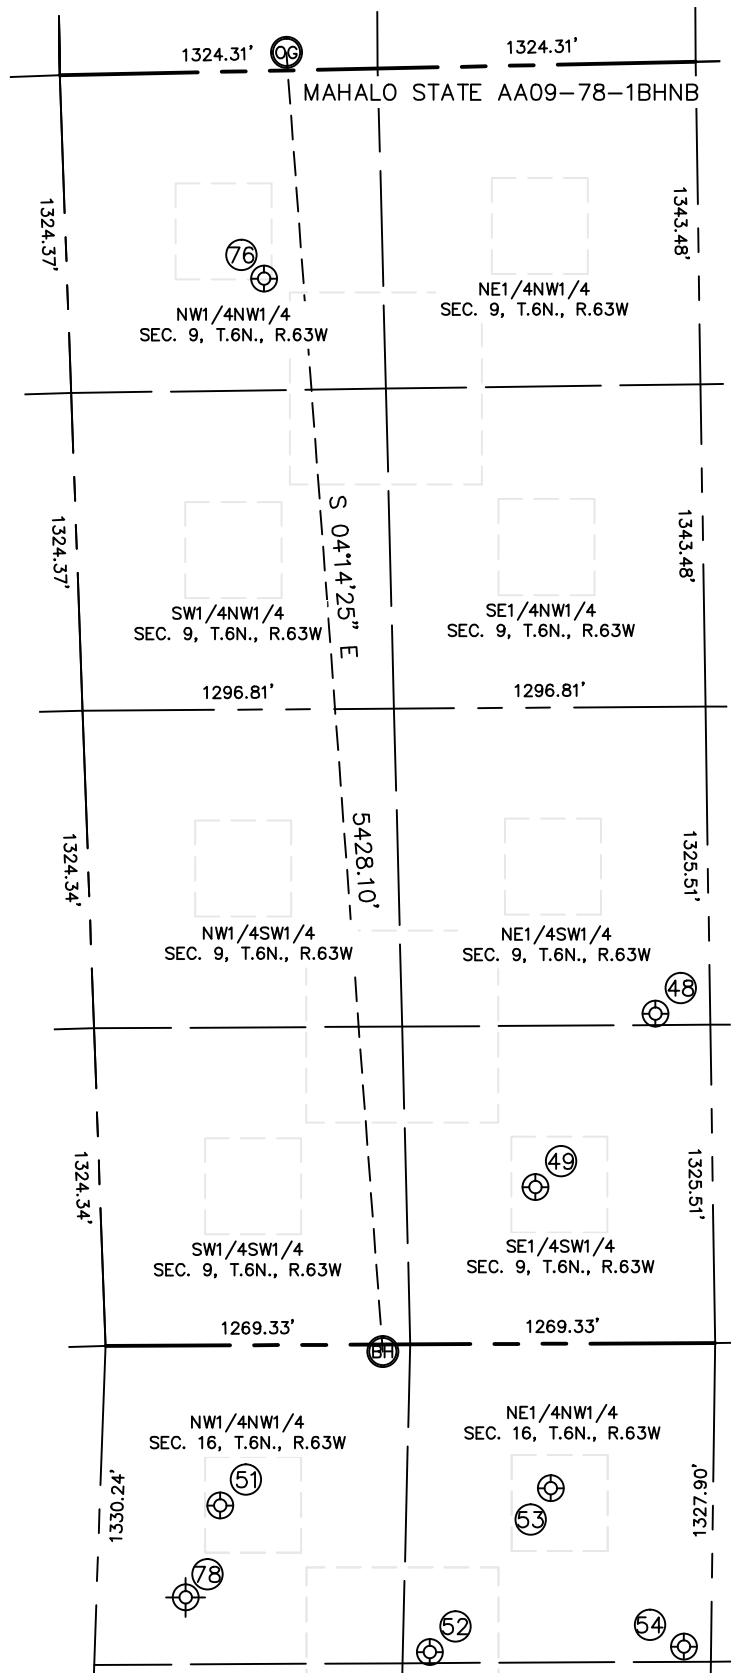 1324.31'
OG
1324.31'
MAHALO STATE AA09-78-1BHNB
1324.37'
1343.48'
76
NW1/4NW1/4
SEC. 9, T.6N., R.63W
NE1/4NW1/4
SEC. 9, T.6N., R.63W
S 04°14'25" E
1324.37'
1343.48'
SW1/4NW1/4
SEC. 9, T.6N., R.63W
SE1/4NW1/4
SEC. 9, T.6N., R.63W
1296.81'
1296.81'
5428.10'
1324.34'
1325.51'
NW1/4SW1/4
SEC. 9, T.6N., R.63W
NE1/4SW1/4
SEC. 9, T.6N., R.63W
48
1324.34'
1325.51'
49
SW1/4SW1/4
SEC. 9, T.6N., R.63W
SE1/4SW1/4
SEC. 9, T.6N., R.63W
1269.33'
1269.33'
BH
NW1/4NW1/4
SEC. 16, T.6N., R.63W
NE1/4NW1/4
SEC. 16, T.6N., R.63W
1330.24'
51
53
1327.90'
78
52
54